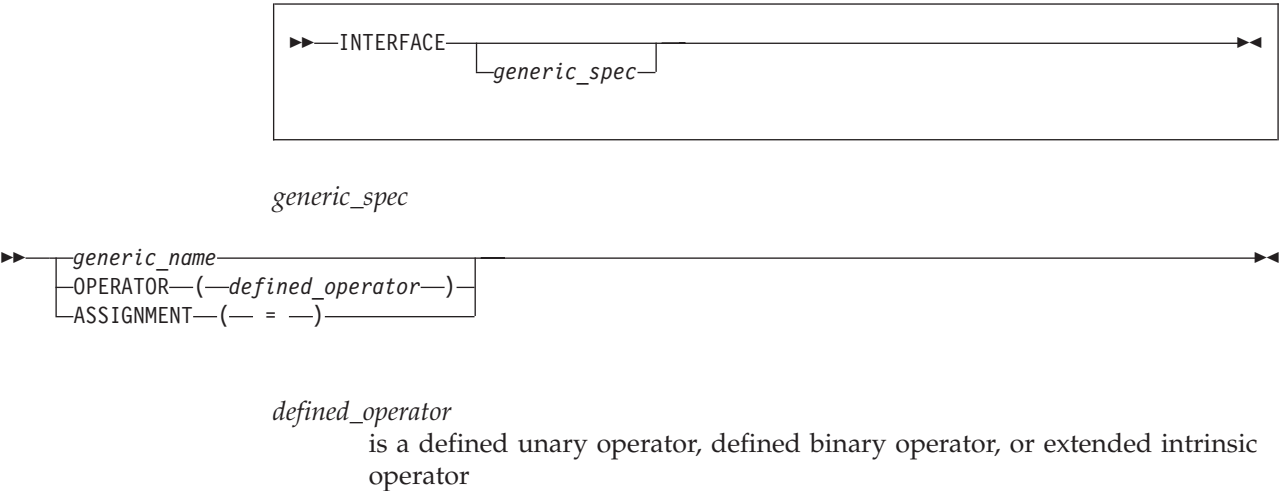 INTERFACE
generic_spec
generic_spec
generic_name
OPERATOR ( defined_operator )
ASSIGNMENT ( = )
defined_operator
is a defined unary operator, defined binary operator, or extended intrinsic
operator